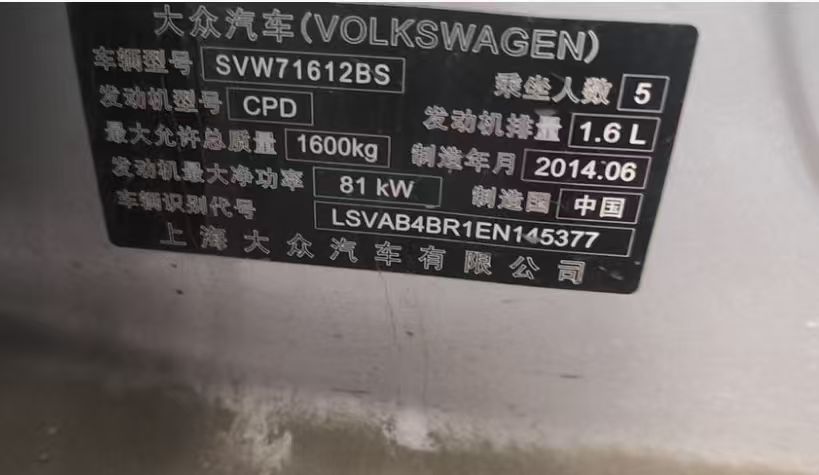 大众汽车(VOLKSWAGEN)
车辆型号 SVW71612BS 乘坐人数 5
发动机型号 CPD 发动机排量 1.6 L
最大允许总质量 1600kg 制造年月 2014.06
发动机最大净功率 81 kW 制造国 中国
车辆识别代号 LSVAB4BR1EN145377
上海大众汽车有限公司